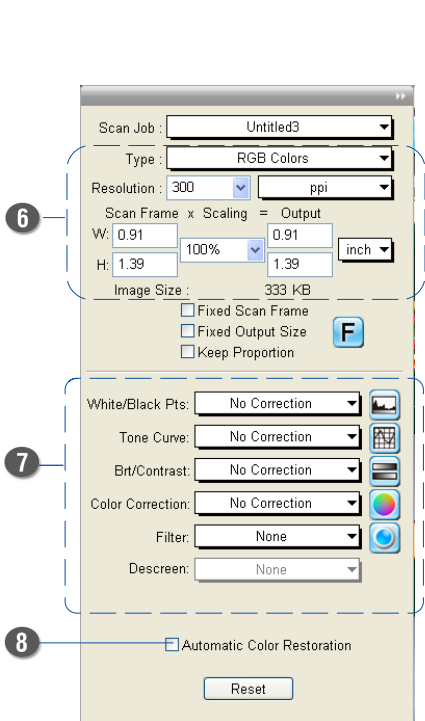 Scan Job : Untitled3
6
Type : RGB Colors
Resolution : 300 ppi
Scan Frame x Scaling = Output
W: 0.91 0.91
100% inch
H: 1.39 1.39
Image Size : 333 KB
Fixed Scan Frame
Fixed Output Size
F
Keep Proportion
7
White/Black Pts: No Correction
Tone Curve: No Correction
Brt/Contrast: No Correction
Color Correction: No Correction
Filter: None
Descreen: None
8
Automatic Color Restoration
Reset